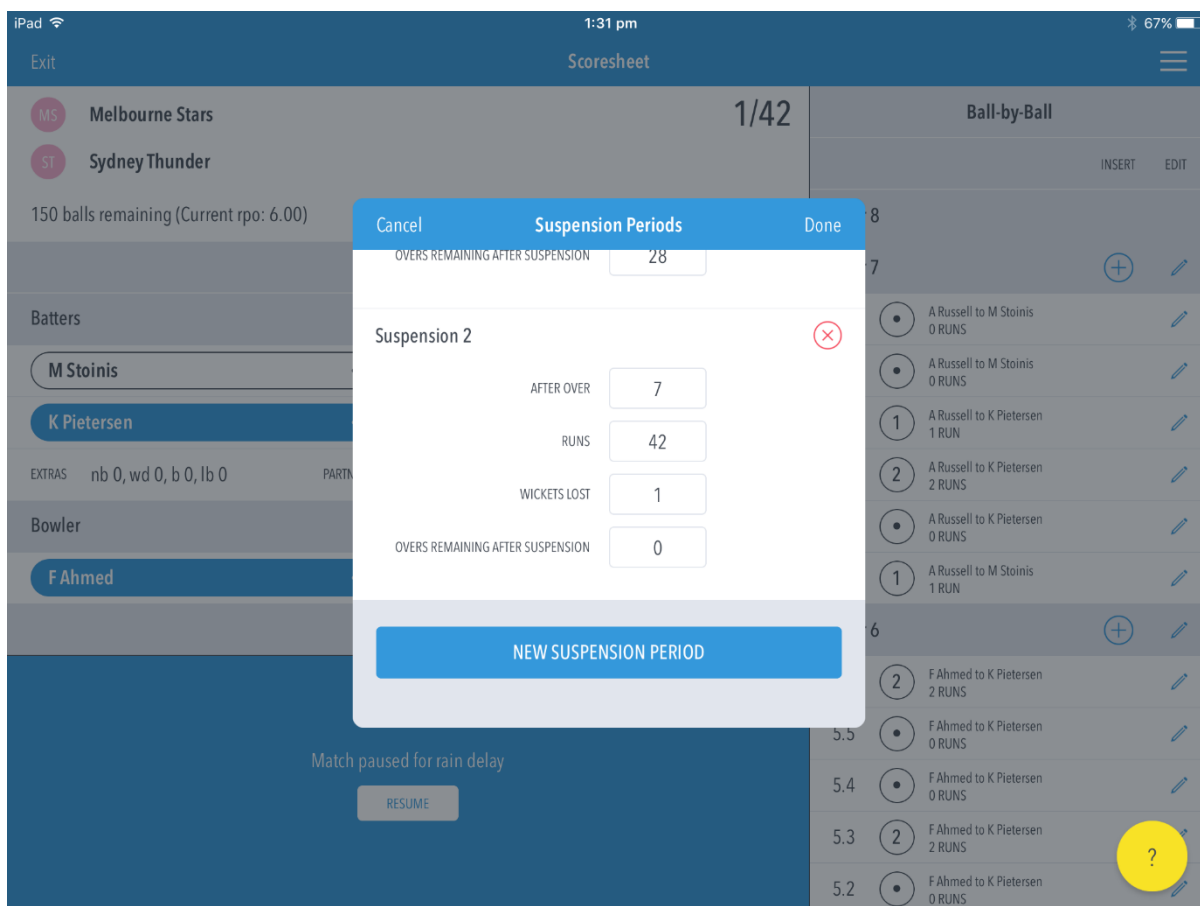 iPad 1:31 pm 67%
Exit Scoresheet
MS Melbourne Stars 1/42
ST Sydney Thunder
150 balls remaining (Current rpo: 6.00)
Batters
M Stoinis
K Pietersen
EXTRAS nb 0, wd 0, b 0, lb 0
Bowler
F Ahmed
Cancel Suspension Periods Done
OVERS REMAINING AFTER SUSPENSION 28
Suspension 2
AFTER OVER 7
RUNS 42
WICKETS LOST 1
OVERS REMAINING AFTER SUSPENSION 0
NEW SUSPENSION PERIOD
Match paused for rain delay
RESUME
Ball-by-Ball
INSERT EDIT
8
7
A Russell to M Stoinis
0 RUNS
A Russell to M Stoinis
0 RUNS
1 A Russell to K Pietersen
1 RUN
2 A Russell to K Pietersen
2 RUNS
A Russell to K Pietersen
0 RUNS
1 A Russell to M Stoinis
1 RUN
6
2 F Ahmed to K Pietersen
2 RUNS
5.5 F Ahmed to K Pietersen
0 RUNS
5.4 F Ahmed to K Pietersen
0 RUNS
5.3 2 F Ahmed to K Pietersen
2 RUNS
5.2 F Ahmed to K Pietersen
0 RUNS
?